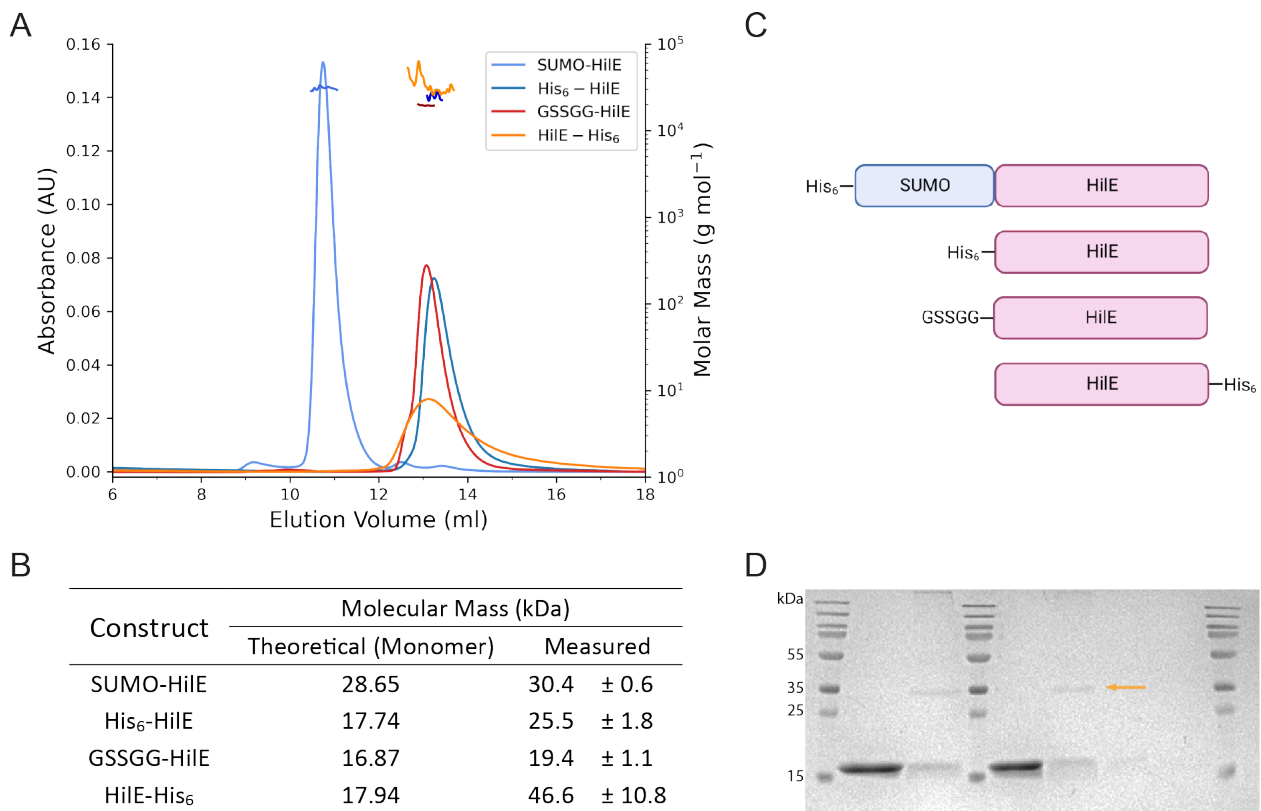 A
0.16
0.14
0.12
0.10
0.08
0.06
0.04
0.02
0.00
Absorbance (AU)
6 8 10 12 14 16 18
Elution Volume (ml)
10⁵
10⁴
10³
10²
10¹
10⁰
Molar Mass (g mol⁻¹)
SUMO-HilE
His₆ − HilE
GSSGG-HilE
HilE − His₆
C
His₆ SUMO HilE
His₆ HilE
GSSGG HilE
HilE His₆
B
Construct
Molecular Mass (kDa)
Theoretical (Monomer) Measured
SUMO-HilE 28.65 30.4 ± 0.6
His₆-HilE 17.74 25.5 ± 1.8
GSSGG-HilE 16.87 19.4 ± 1.1
HilE-His₆ 17.94 46.6 ± 10.8
D
kDa
55
35
25
15